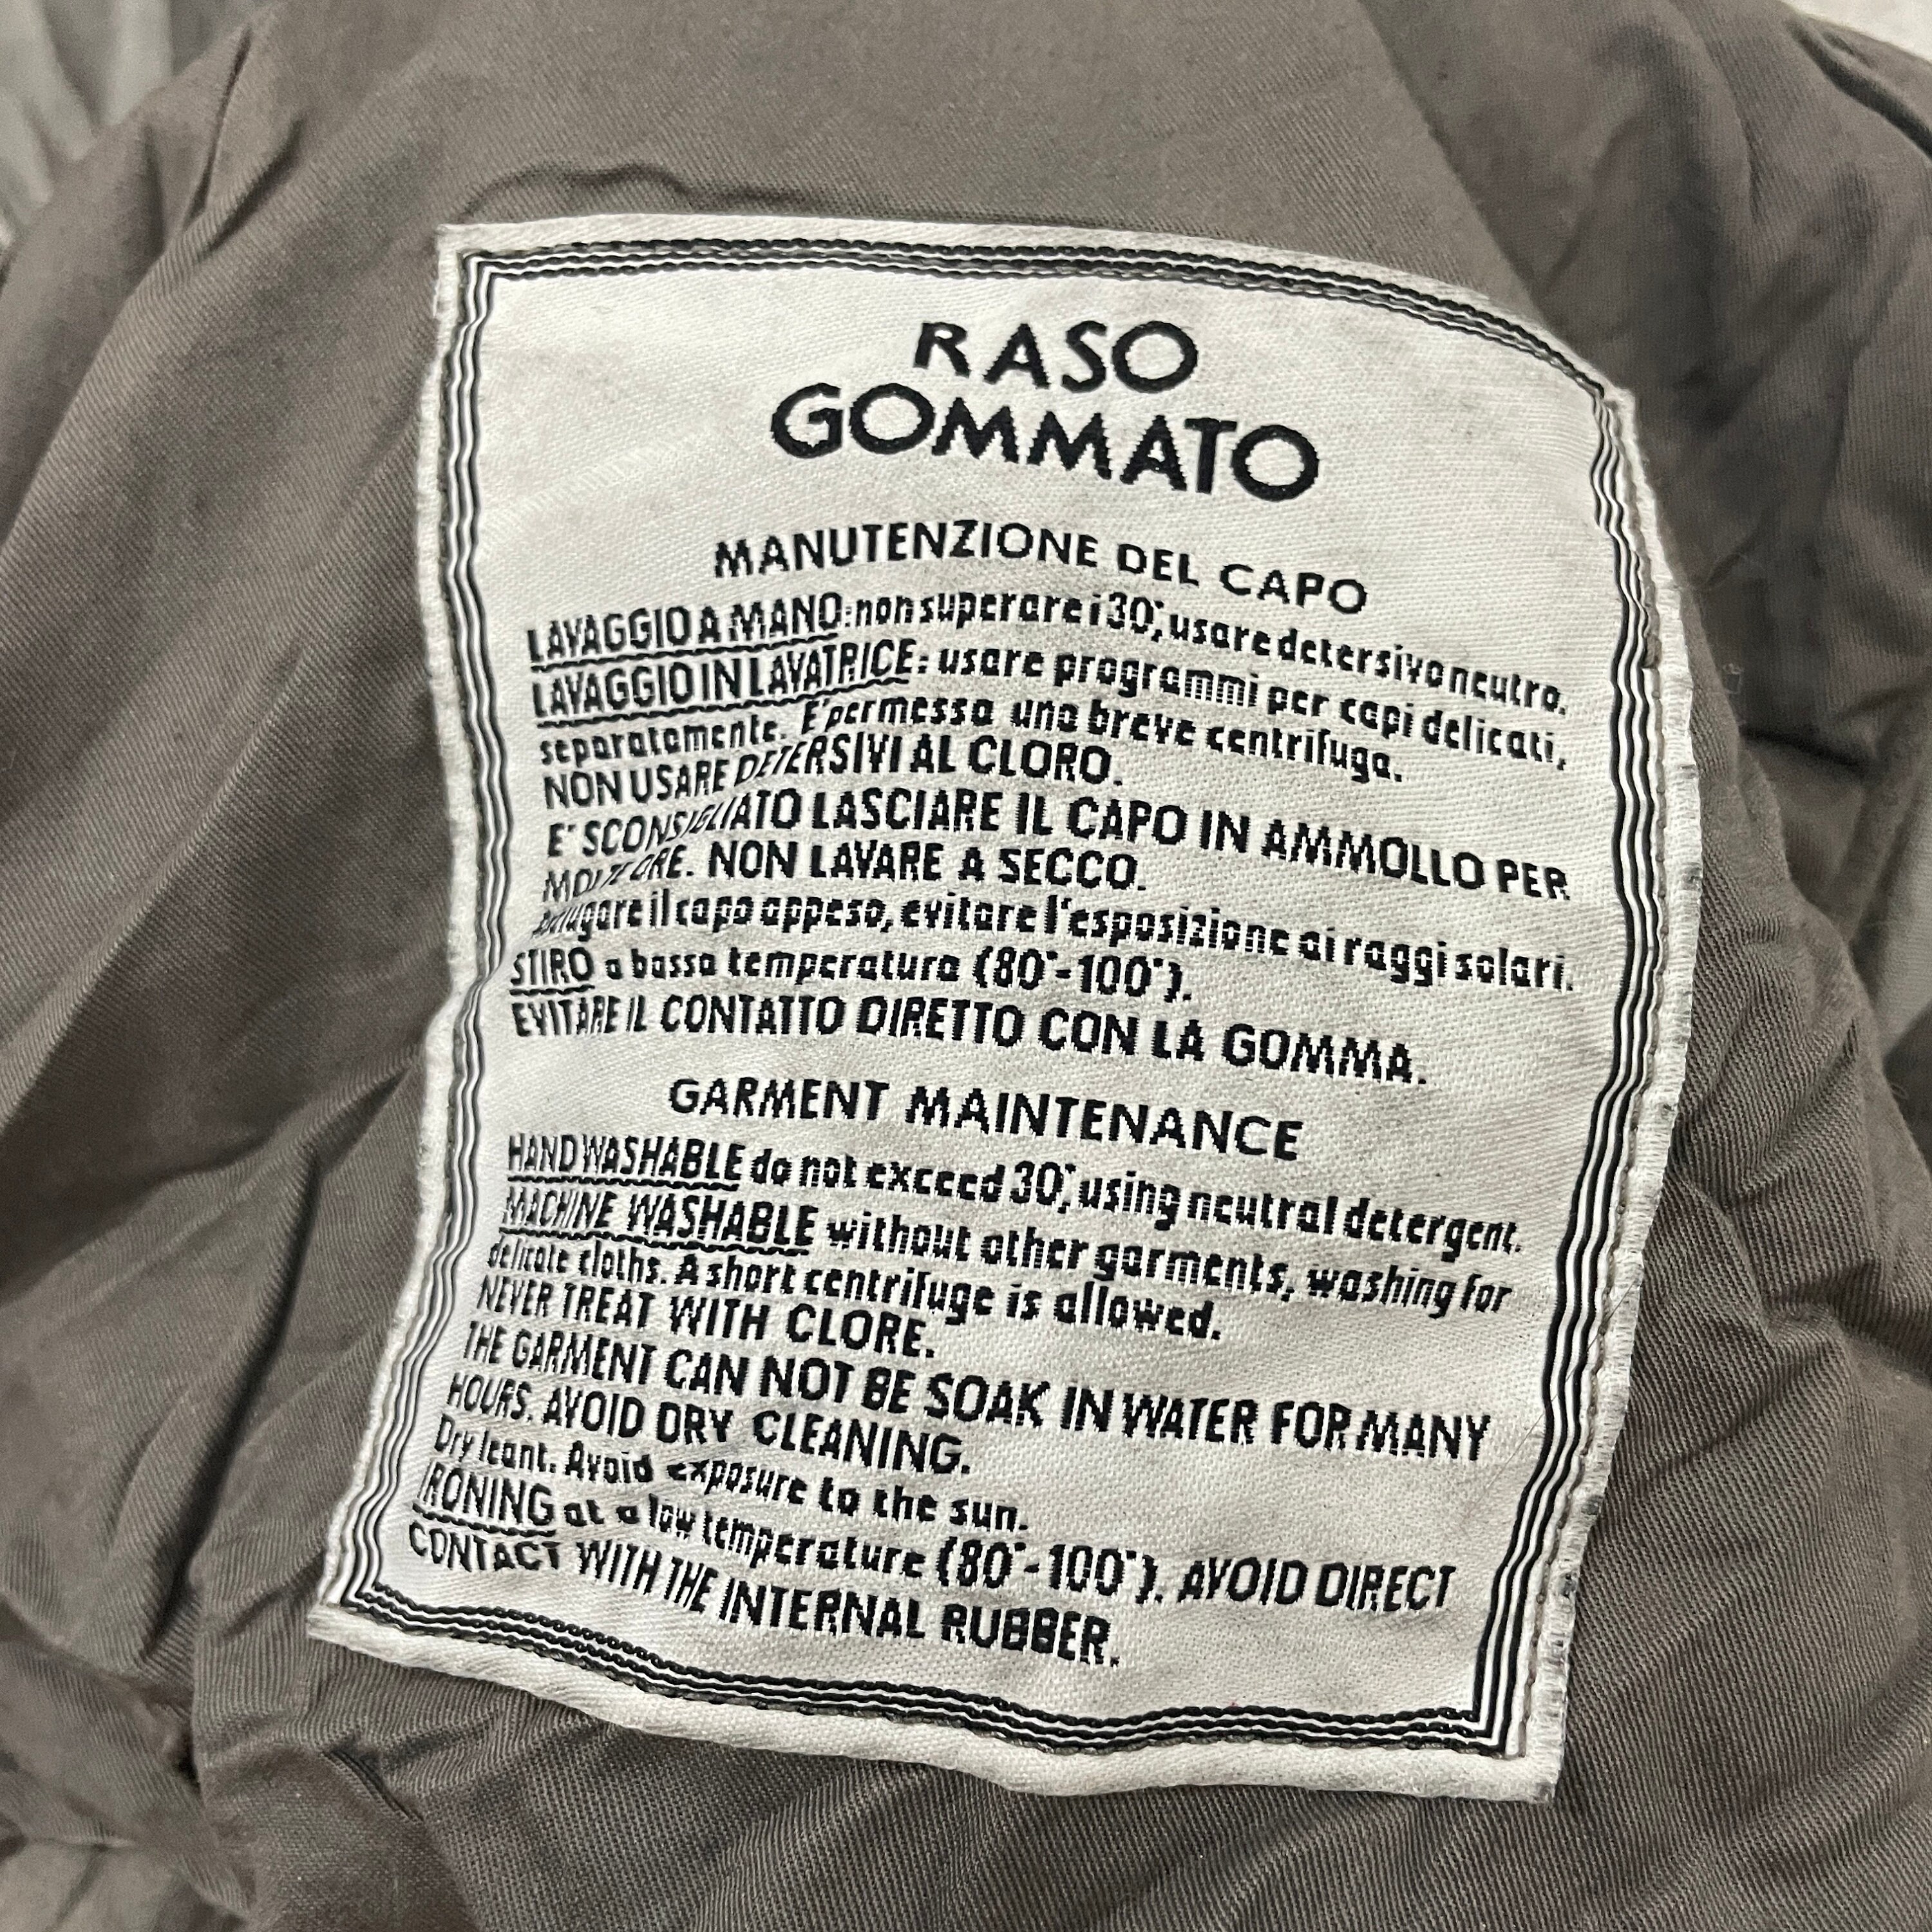 RASO
GOMMATO
MANUTENZIONE DEL CAPO
LAVAGGIO A MANO: non superare i 30°, usare detersivo neutro.
LAVAGGIO IN LAVATRICE: usare programmi per capi delicati,
separatamente. E' permessa una breve centrifuga.
NON USARE DETERSIVI AL CLORO.
E' SCONSIGLIATO LASCIARE IL CAPO IN AMMOLLO PER
MOLTE ORE. NON LAVARE A SECCO.
Asciugare il capo appeso, evitare l'esposizione ai raggi solari.
STIRO a bassa temperatura (80°-100°).
EVITARE IL CONTATTO DIRETTO CON LA GOMMA.
GARMENT MAINTENANCE
HAND WASHABLE do not exceed 30°, using neutral detergent.
MACHINE WASHABLE without other garments, washing for
delicate cloths. A short centrifuge is allowed.
NEVER TREAT WITH CLORE.
THE GARMENT CAN NOT BE SOAK IN WATER FOR MANY
HOURS. AVOID DRY CLEANING.
Dry leant. Avoid exposure to the sun.
IRONING at a low temperature (80°-100°). AVOID DIRECT
CONTACT WITH THE INTERNAL RUBBER.